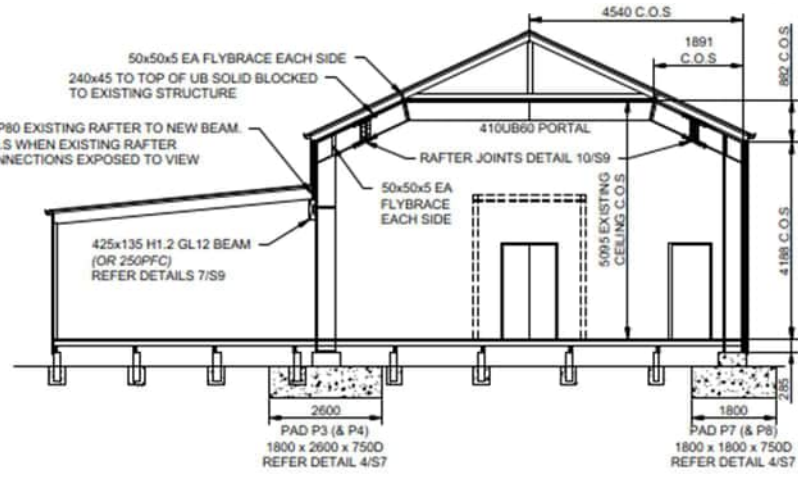 4540 C.O.S
1891
C.O.S
882 C.O.S
50x50x5 EA FLYBRACE EACH SIDE
240x45 TO TOP OF UB SOLID BLOCKED
TO EXISTING STRUCTURE
P80 EXISTING RAFTER TO NEW BEAM.
S WHEN EXISTING RAFTER
NNECTIONS EXPOSED TO VIEW
410UB60 PORTAL
RAFTER JOINTS DETAIL 10/S9
50x50x5 EA
FLYBRACE
EACH SIDE
5095 EXISTING
CEILING C.O.S
4188 C.O.S
425x135 H1.2 GL12 BEAM
(OR 250PFC)
REFER DETAILS 7/S9
285
2600
PAD P3 (& P4)
1800 x 2600 x 750D
REFER DETAIL 4/S7
1800
PAD P7 (& P8)
1800 x 1800 x 750D
REFER DETAIL 4/S7